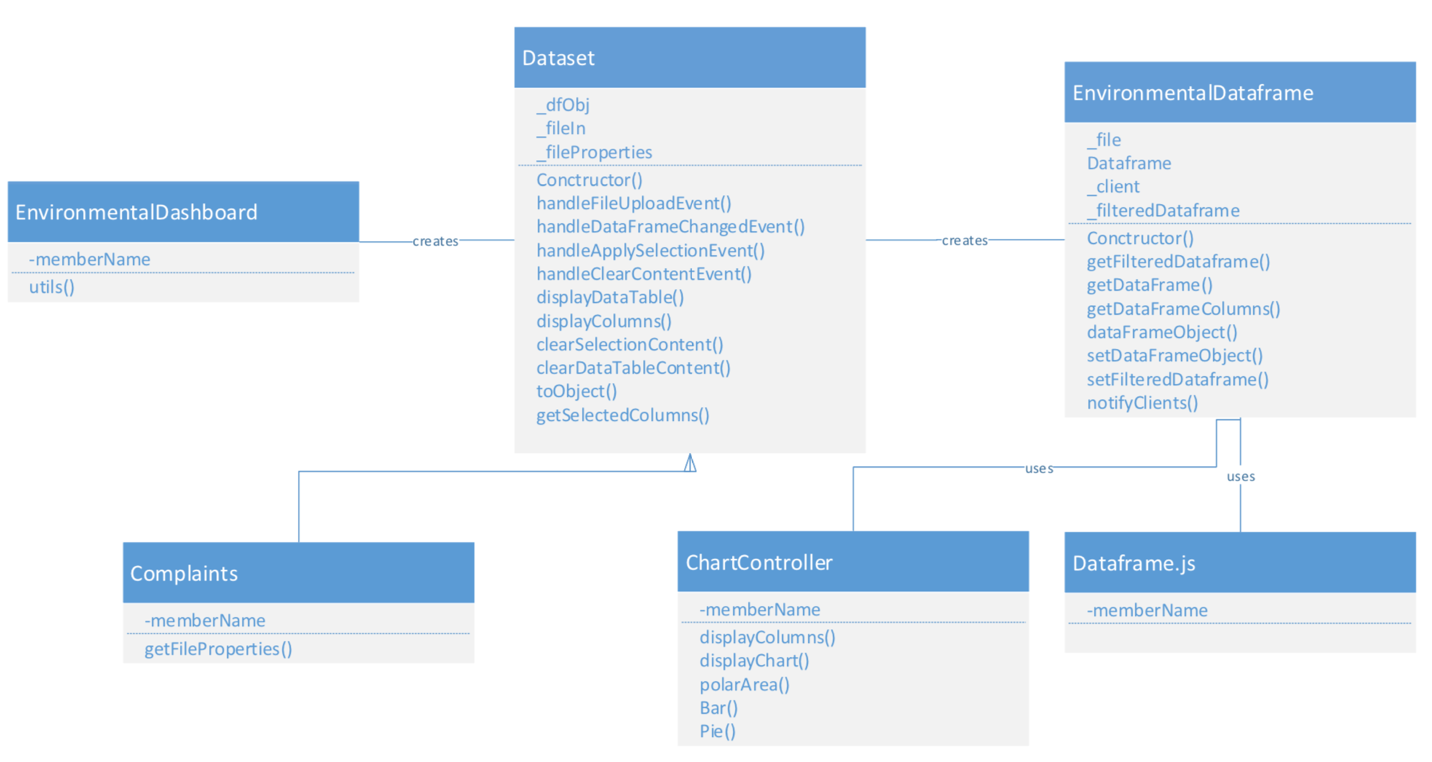 Dataset
_dfObj
_fileIn
_fileProperties
Conctructor()
handleFileUploadEvent()
handleDataFrameChangedEvent()
handleApplySelectionEvent()
handleClearContentEvent()
displayDataTable()
displayColumns()
clearSelectionContent()
clearDataTableContent()
toObject()
getSelectedColumns()
EnvironmentalDataframe
_file
Dataframe
_client
_filteredDataframe
Conctructor()
getFilteredDataframe()
getDataFrame()
getDataFrameColumns()
dataFrameObject()
setDataFrameObject()
setFilteredDataframe()
notifyClients()
EnvironmentalDashboard
-memberName
utils()
creates
creates
uses
uses
Complaints
-memberName
getFileProperties()
ChartController
-memberName
displayColumns()
displayChart()
polarArea()
Bar()
Pie()
Dataframe.js
-memberName